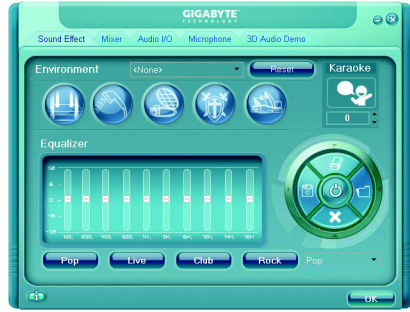 GIGABYTE
TECHNOLOGY
Sound Effect Mixer Audio I/O Microphone 3D Audio Demo
Environment <None> Reset Karaoke
0
Equalizer
Pop Live Club Rock Pop
OK